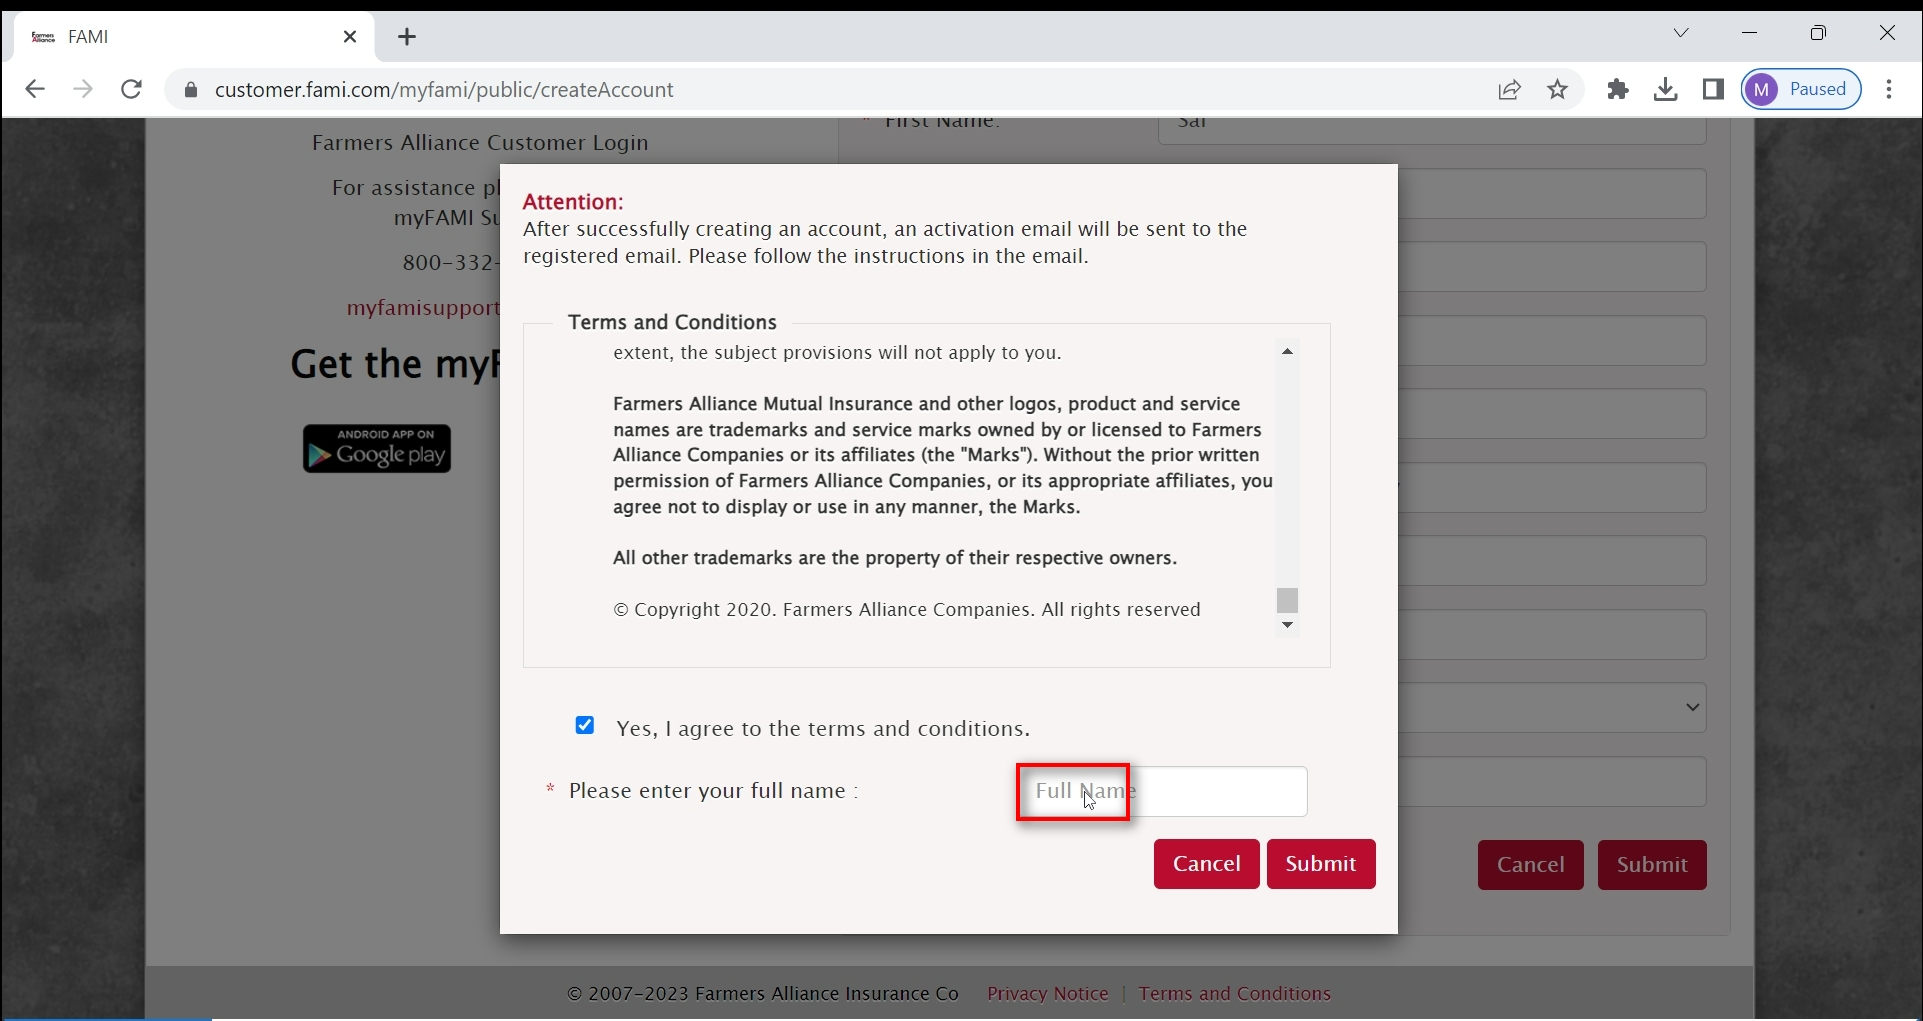 Farmers Alliance FAMI
customer.fami.com/myfami/public/createAccount
M Paused
* First Name: Sal
Farmers Alliance Customer Login
For assistance pl
myFAMI Su
800-332-
myfamisupport
Get the myF
ANDROID APP ON
Google play
Attention:
After successfully creating an account, an activation email will be sent to the
registered email. Please follow the instructions in the email.
Terms and Conditions
extent, the subject provisions will not apply to you.
Farmers Alliance Mutual Insurance and other logos, product and service
names are trademarks and service marks owned by or licensed to Farmers
Alliance Companies or its affiliates (the "Marks"). Without the prior written
permission of Farmers Alliance Companies, or its appropriate affiliates, you
agree not to display or use in any manner, the Marks.
All other trademarks are the property of their respective owners.
© Copyright 2020. Farmers Alliance Companies. All rights reserved
Yes, I agree to the terms and conditions.
* Please enter your full name : Full Name
Cancel Submit
Cancel Submit
© 2007-2023 Farmers Alliance Insurance Co Privacy Notice | Terms and Conditions